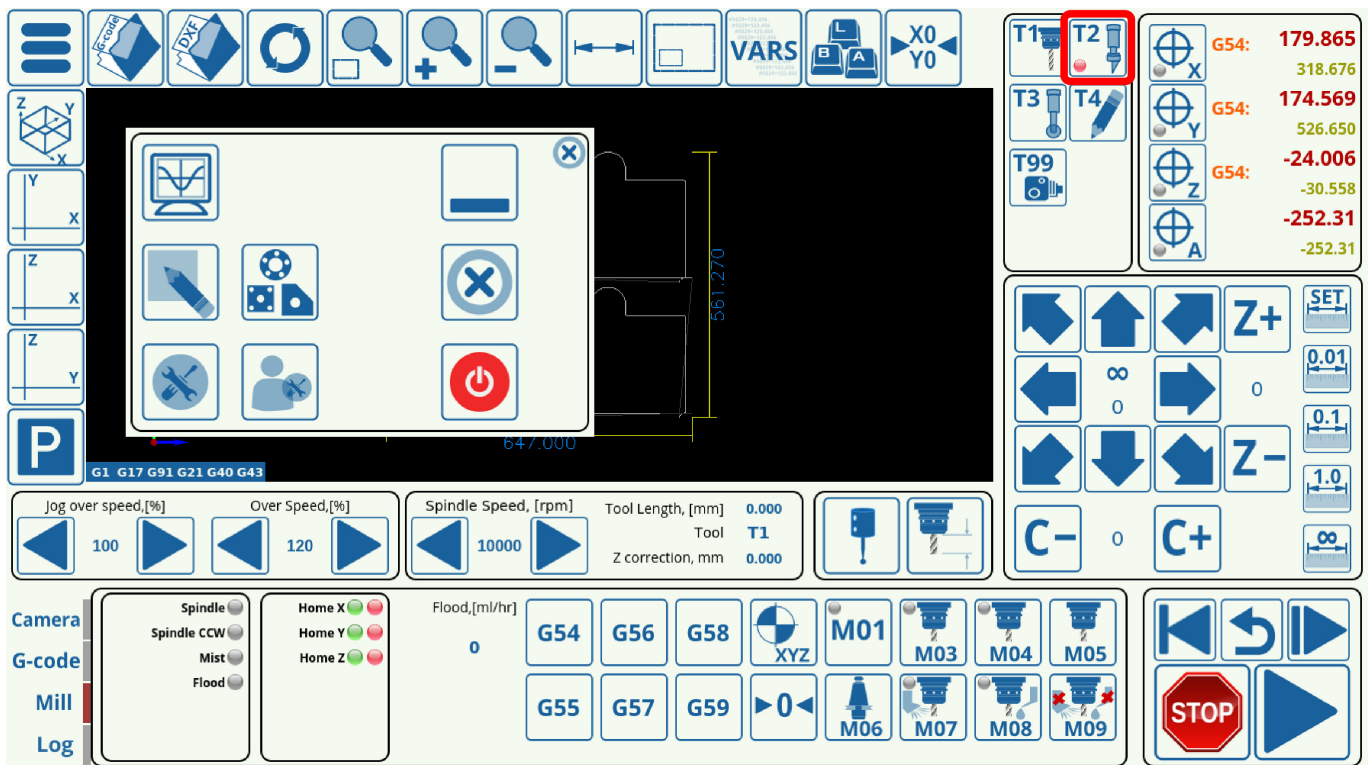 G-code
DXF
VARS
L
B A
X0
Y0
T1
T2
T3
T4
T99
X
G54:
179.865
318.676
Y
G54:
174.569
526.650
Z
G54:
-24.006
-30.558
A
-252.31
-252.31
Z
Y
X
Y
X
Z
X
Z
Y
P
561.270
647.000
G1 G17 G91 G21 G40 G43
Z+
∞
0
0
Z−
C−
0
C+
SET
0.01
0.1
1.0
∞
Jog over speed,[%]
100
Over Speed,[%]
120
Spindle Speed, [rpm]
10000
Tool Length, [mm] 0.000
Tool T1
Z correction, mm 0.000
Camera
G-code
Mill
Log
Spindle
Spindle CCW
Mist
Flood
Home X
Home Y
Home Z
Flood,[ml/hr]
0
G54
G56
G58
XYZ
M01
M03
M04
M05
G55
G57
G59
0
M06
M07
M08
M09
STOP